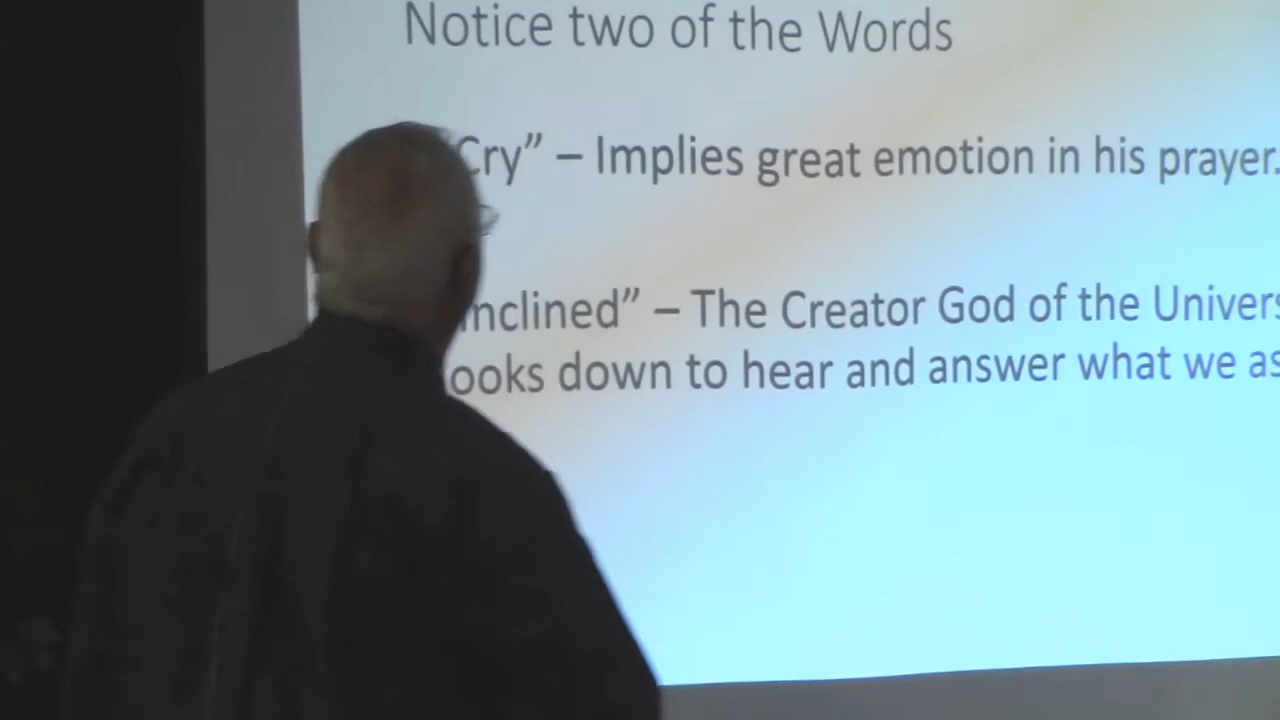 Notice two of the Words
Cry” – Implies great emotion in his prayer.
nclined” – The Creator God of the Univers
ooks down to hear and answer what we as